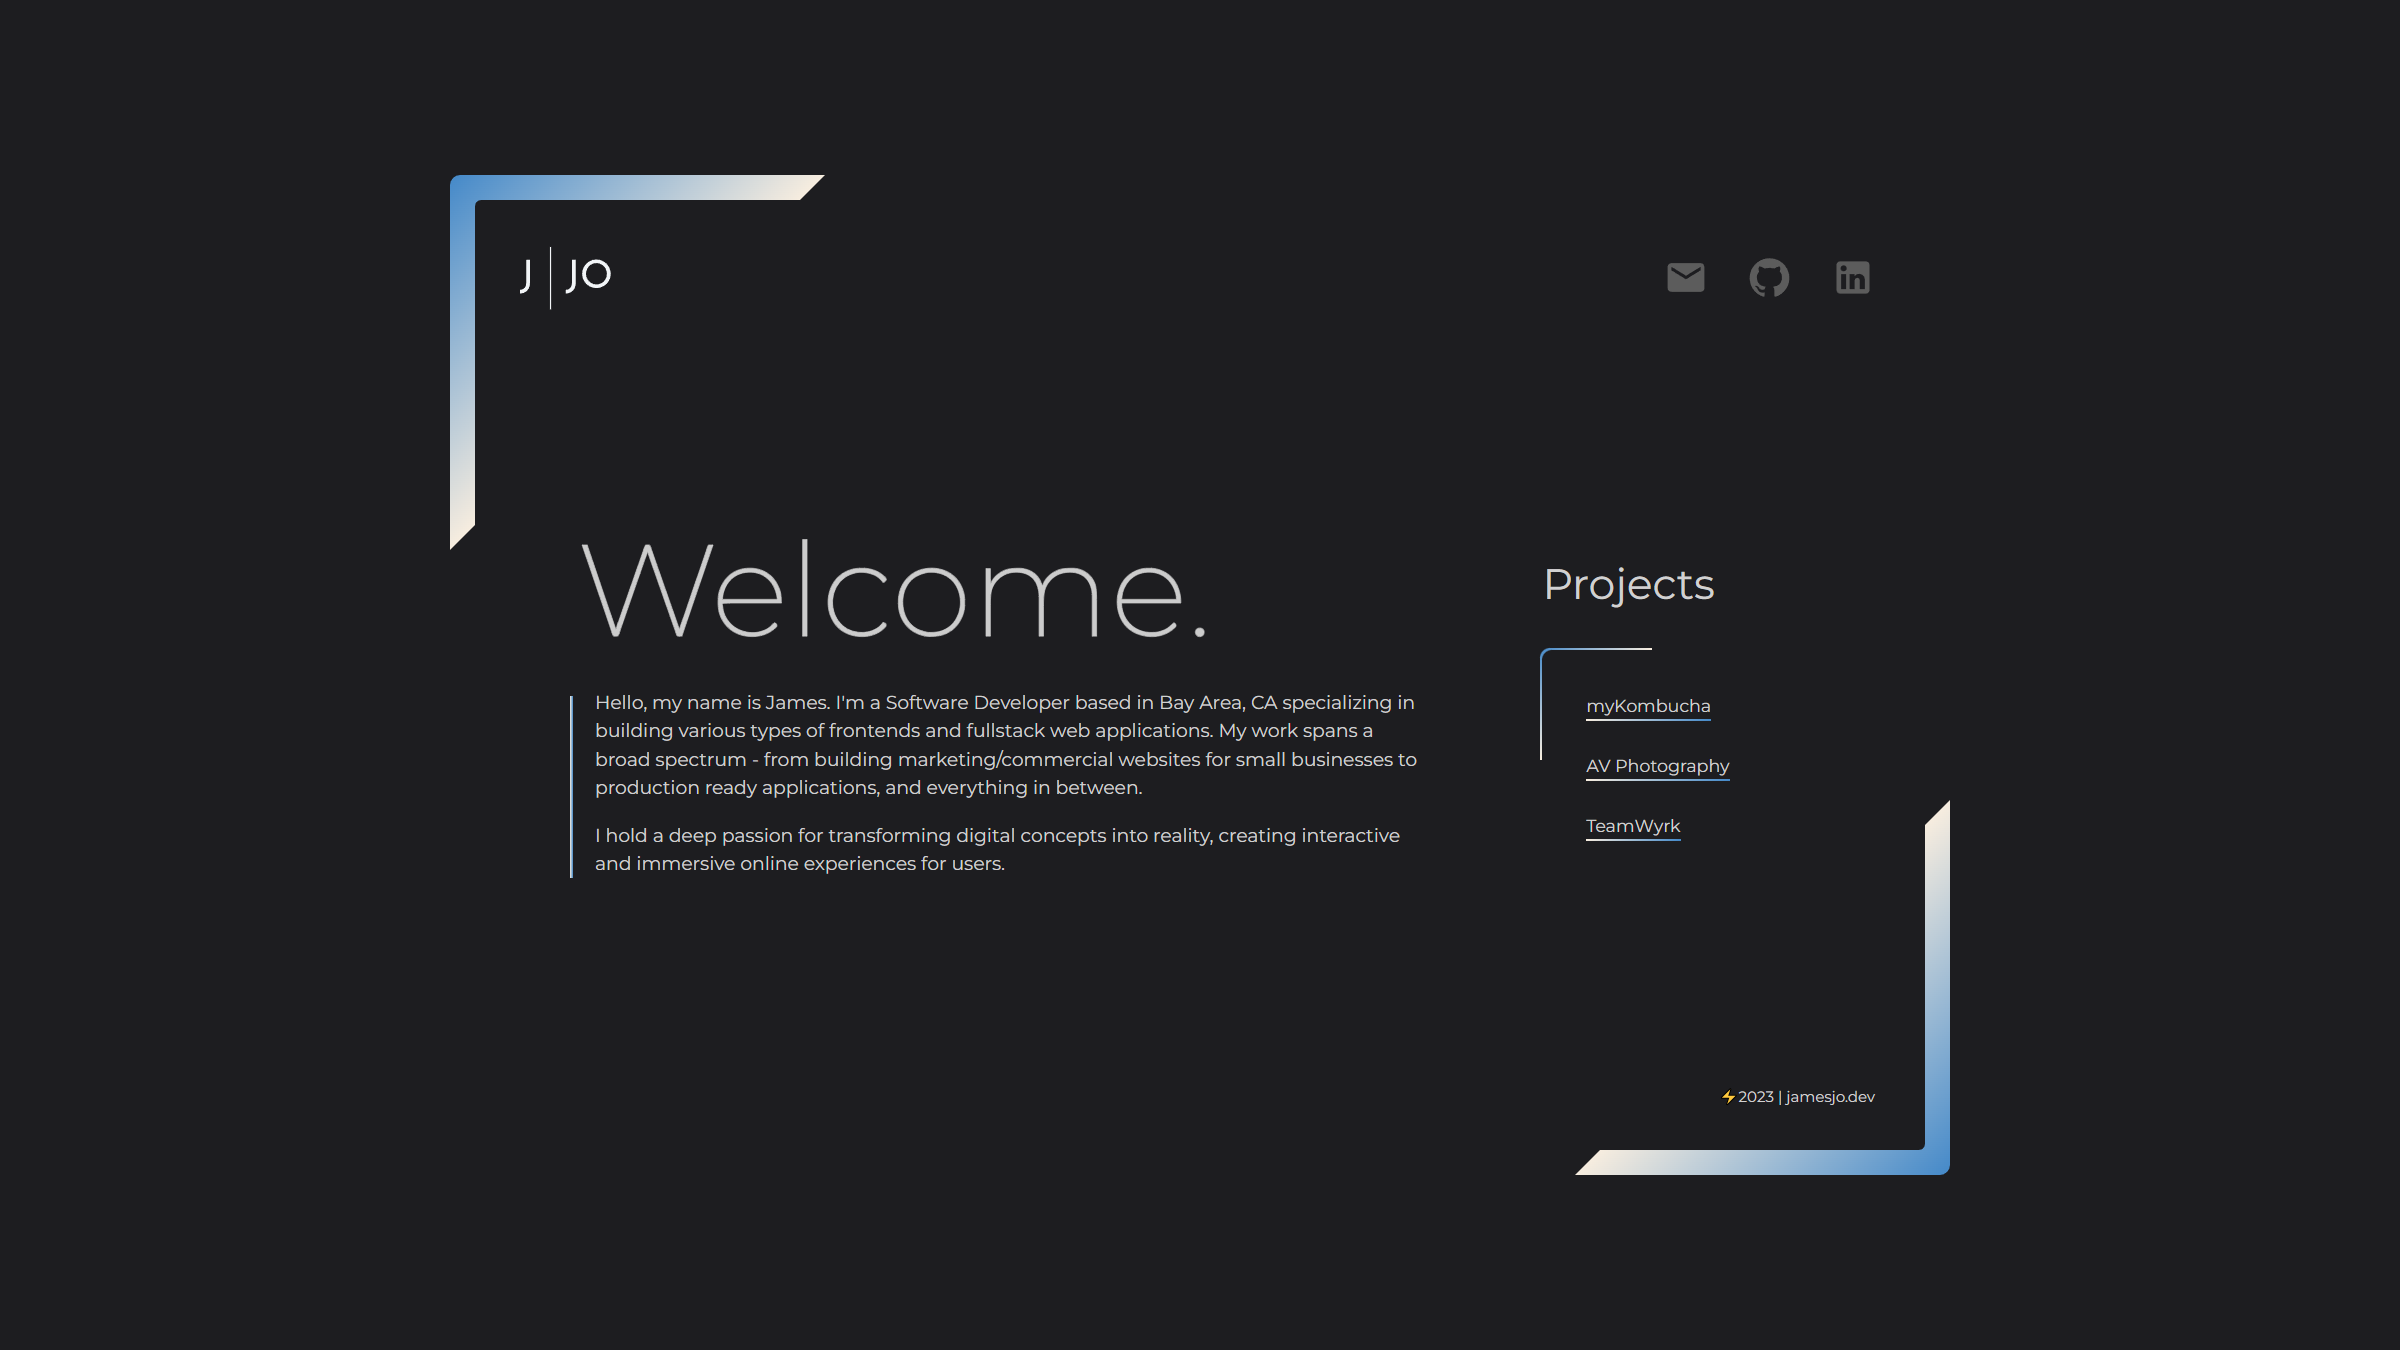 J | JO
Welcome.
Hello, my name is James. I'm a Software Developer based in Bay Area, CA specializing in
building various types of frontends and fullstack web applications. My work spans a
broad spectrum - from building marketing/commercial websites for small businesses to
production ready applications, and everything in between.
I hold a deep passion for transforming digital concepts into reality, creating interactive
and immersive online experiences for users.
Projects
myKombucha
AV Photography
TeamWyrk
⚡2023 | jamesjo.dev